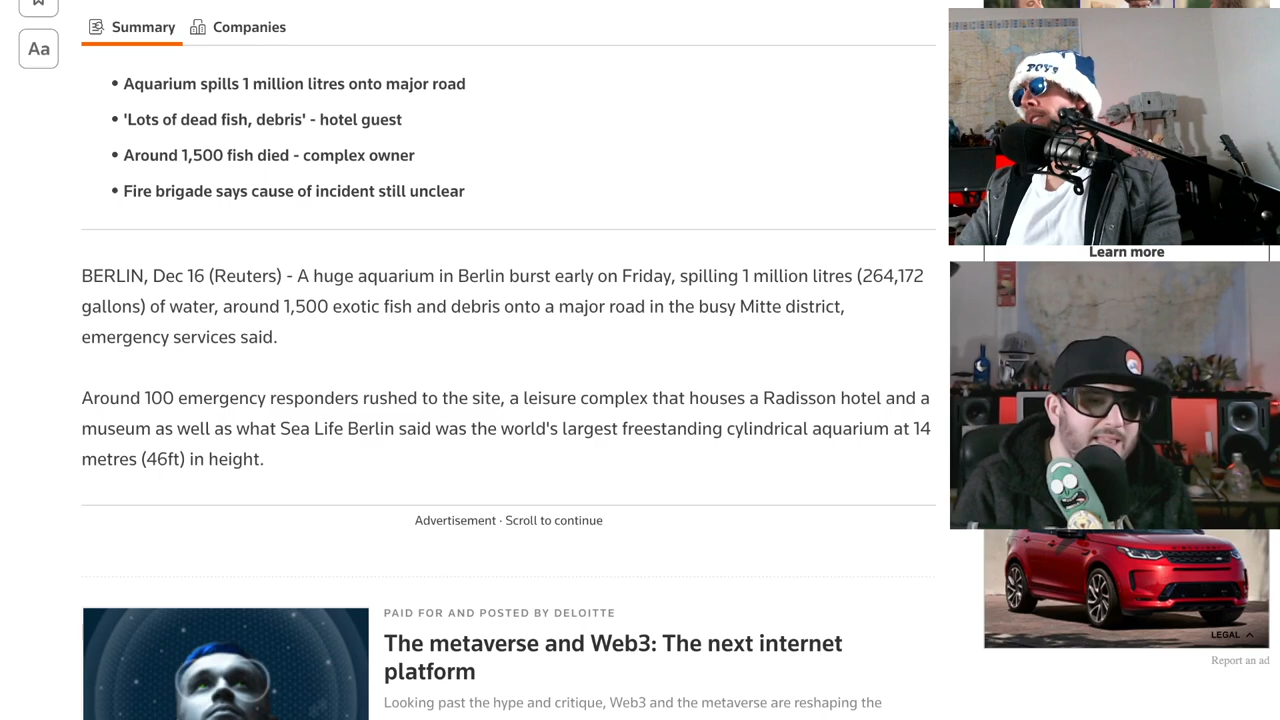 Aa
Summary
Companies
• Aquarium spills 1 million litres onto major road
• 'Lots of dead fish, debris' - hotel guest
• Around 1,500 fish died - complex owner
• Fire brigade says cause of incident still unclear
BERLIN, Dec 16 (Reuters) - A huge aquarium in Berlin burst early on Friday, spilling 1 million litres (264,172
gallons) of water, around 1,500 exotic fish and debris onto a major road in the busy Mitte district,
emergency services said.
Around 100 emergency responders rushed to the site, a leisure complex that houses a Radisson hotel and a
museum as well as what Sea Life Berlin said was the world's largest freestanding cylindrical aquarium at 14
metres (46ft) in height.
Advertisement · Scroll to continue
PAID FOR AND POSTED BY DELOITTE
The metaverse and Web3: The next internet
platform
Looking past the hype and critique, Web3 and the metaverse are reshaping the
Learn more
LEGAL
Report an ad